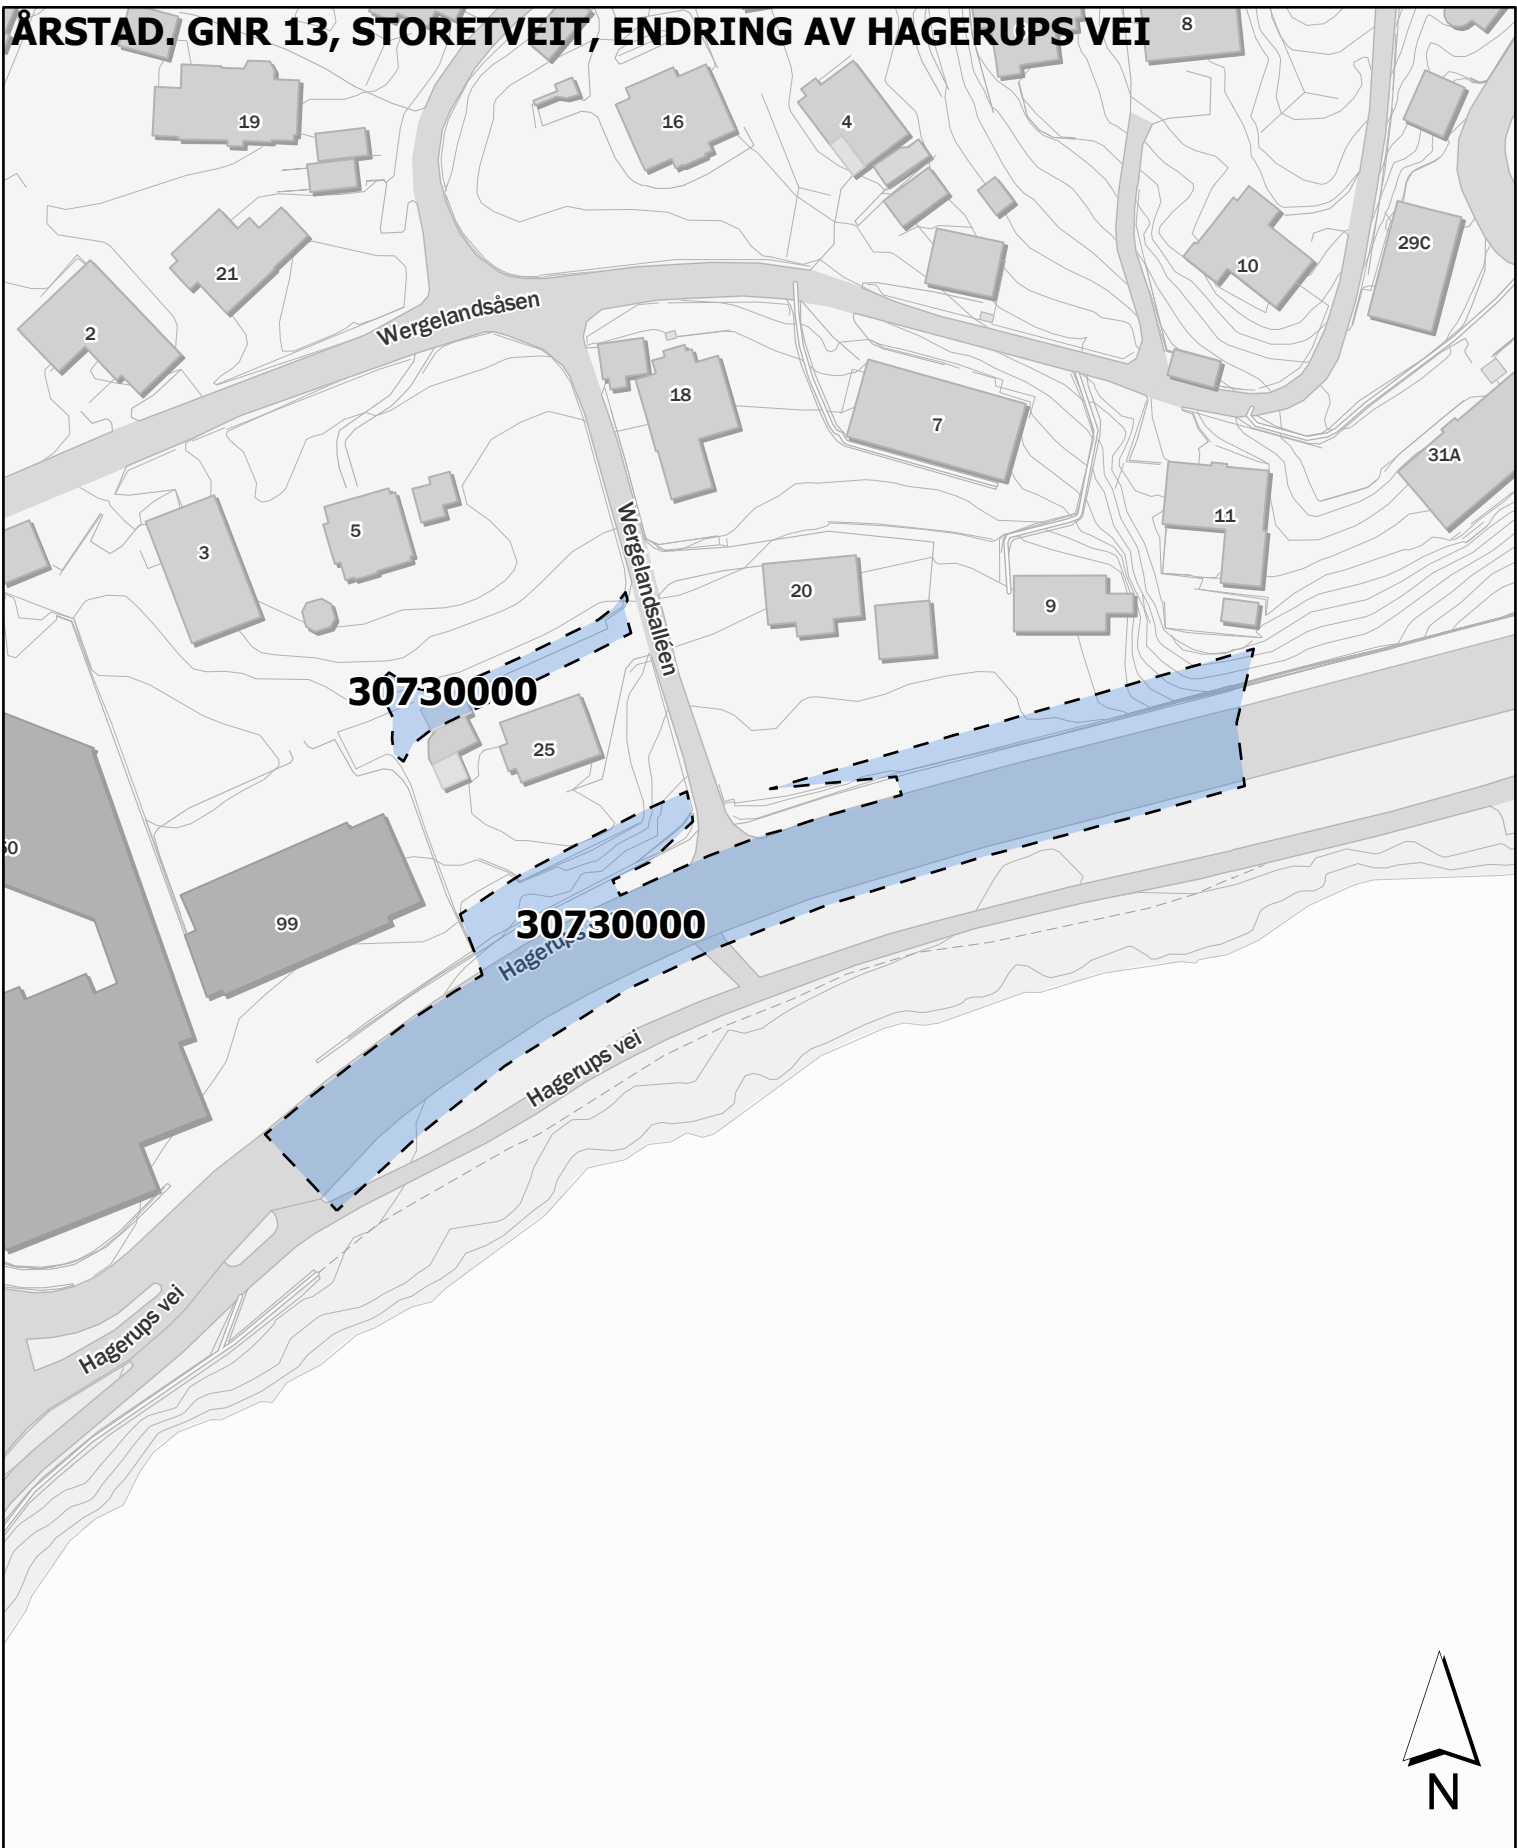 ÅRSTAD. GNR 13, STORETVEIT, ENDRING AV HAGERUPS VEI
8
19
16
4
21
10
29C
2
Wergelandsåsen
18
7
31A
3
5
11
Wergelandsalléen
20
9
30730000
25
99
30730000
Hagerups
Hagerups vei
Hagerups vei
N